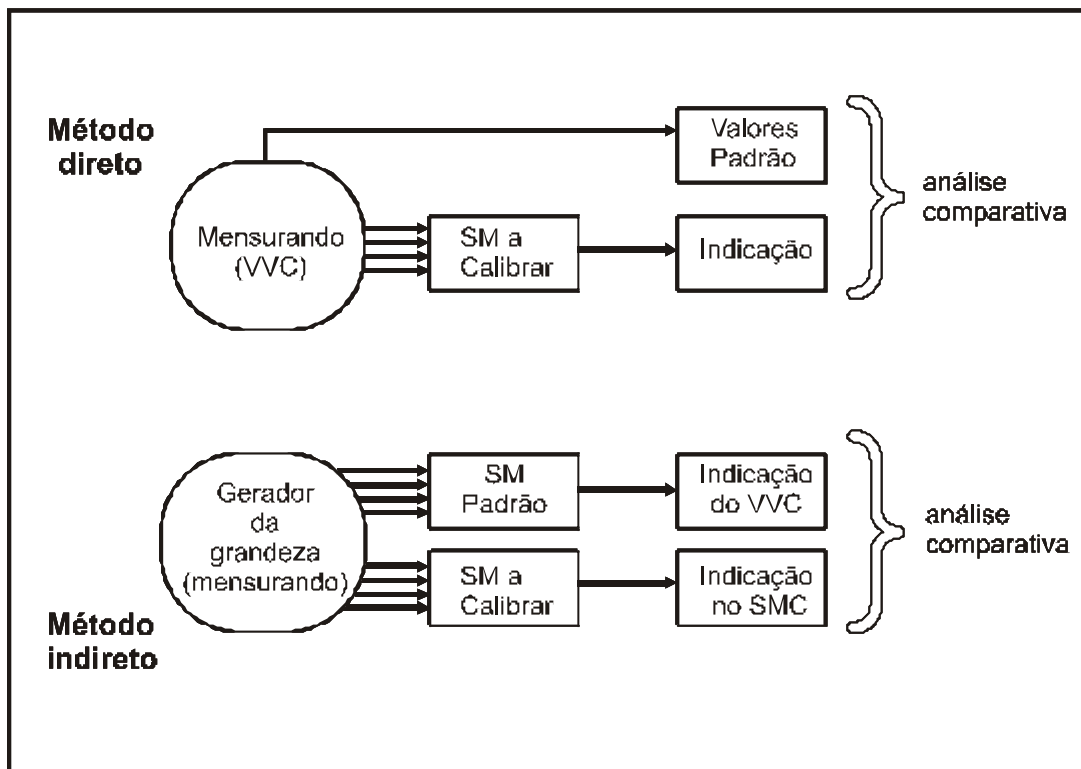 Método
direto
Mensurando
(VVC)
SM a
Calibrar
Valores
Padrão
Indicação
análise
comparativa
Gerador
da
grandeza
(mensurando)
SM
Padrão
SM a
Calibrar
Indicação
do VVC
Indicação
no SMC
análise
comparativa
Método
indireto